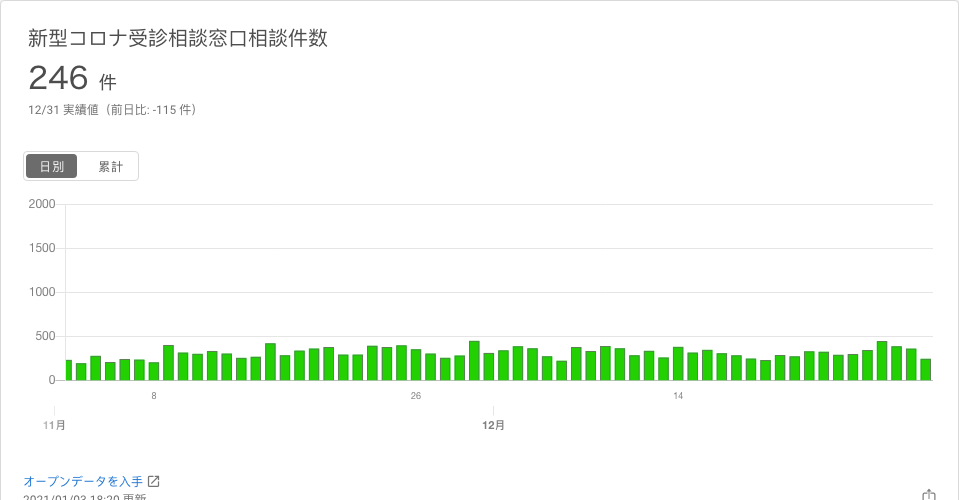 新型コロナ受診相談窓口相談件数
246 件
12/31 実績値（前日比: -115 件）
日別 累計
2000
1500
1000
500
0
8 26 14
11月 12月
オープンデータを入手
2021/01/03 18:20 更新